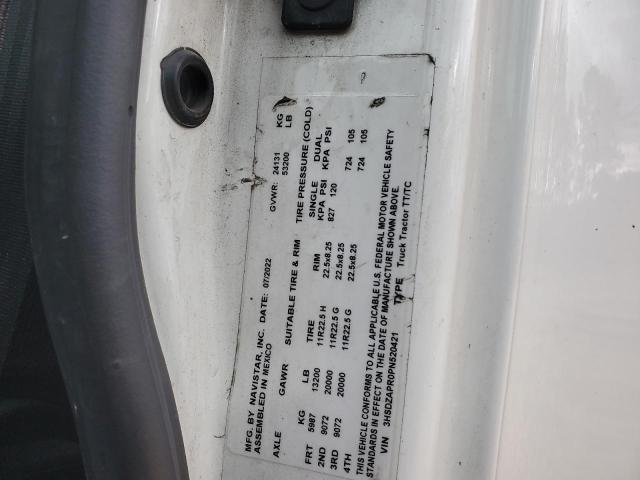 MFG. BY NAVISTAR, INC. DATE: 07/2022 GVWR: 24131 KG
ASSEMBLED IN MEXICO 53200 LB
AXLE GAWR SUITABLE TIRE & RIM TIRE PRESSURE (COLD)
SINGLE DUAL
KG LB TIRE RIM KPA PSI KPA PSI
FRT 5987 13200 11R22.5 H 22.5x8.25 827 120
2ND 9072 20000 11R22.5 G 22.5x8.25 724 105
3RD 9072 20000 11R22.5 G 22.5x8.25 724 105
4TH
THIS VEHICLE CONFORMS TO ALL APPLICABLE U.S. FEDERAL MOTOR VEHICLE SAFETY
STANDARDS IN EFFECT ON THE DATE OF MANUFACTURE SHOWN ABOVE.
VIN 3HSDZAPR0PN520421 TYPE Truck Tractor TT/TC